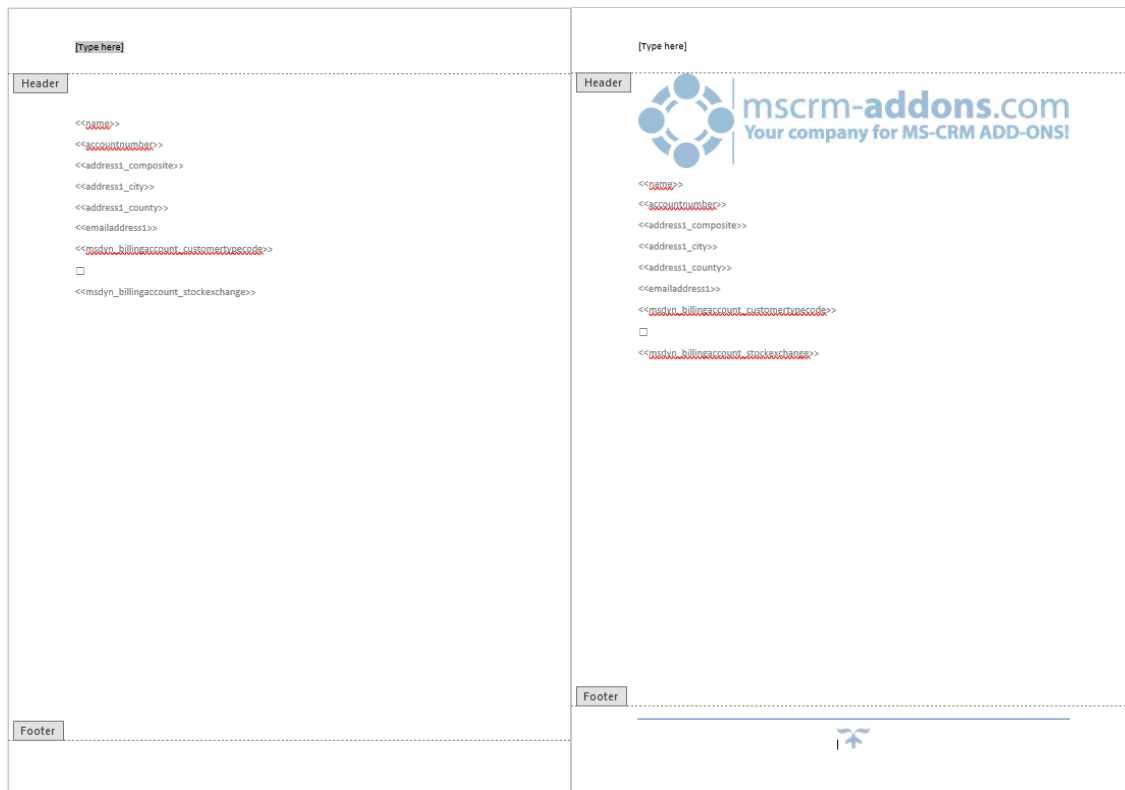 [Type here]
Header
<<name>>
<<accountnumber>>
<<address1_composite>>
<<address1_city>>
<<address1_county>>
<<emailaddress1>>
<<msdyn_billingaccount_customertypecode>>
☐
<<msdyn_billingaccount_stockexchange>>
Footer
[Type here]
Header
mscrm-addons.com
Your company for MS-CRM ADD-ONS!
<<name>>
<<accountnumber>>
<<address1_composite>>
<<address1_city>>
<<address1_county>>
<<emailaddress1>>
<<msdyn_billingaccount_customertypecode>>
☐
<<msdyn_billingaccount_stockexchange>>
Footer